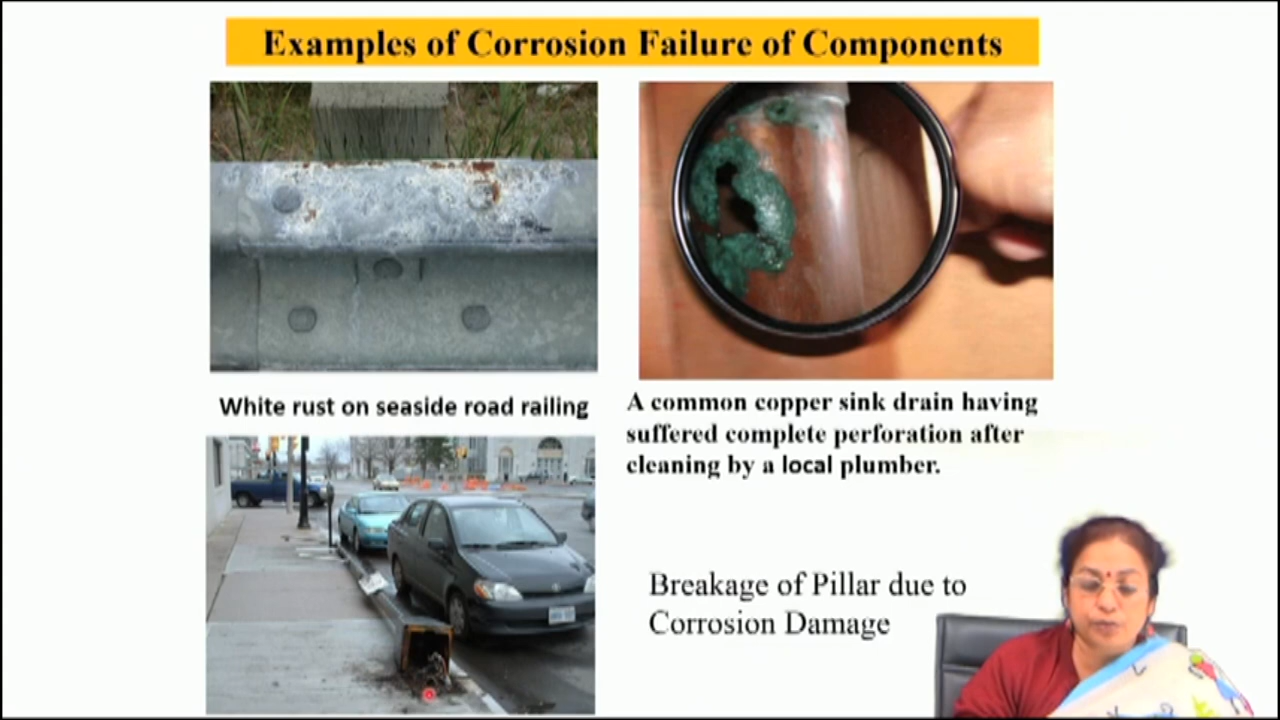 Examples of Corrosion Failure of Components
White rust on seaside road railing
A common copper sink drain having
suffered complete perforation after
cleaning by a local plumber.
Breakage of Pillar due to
Corrosion Damage